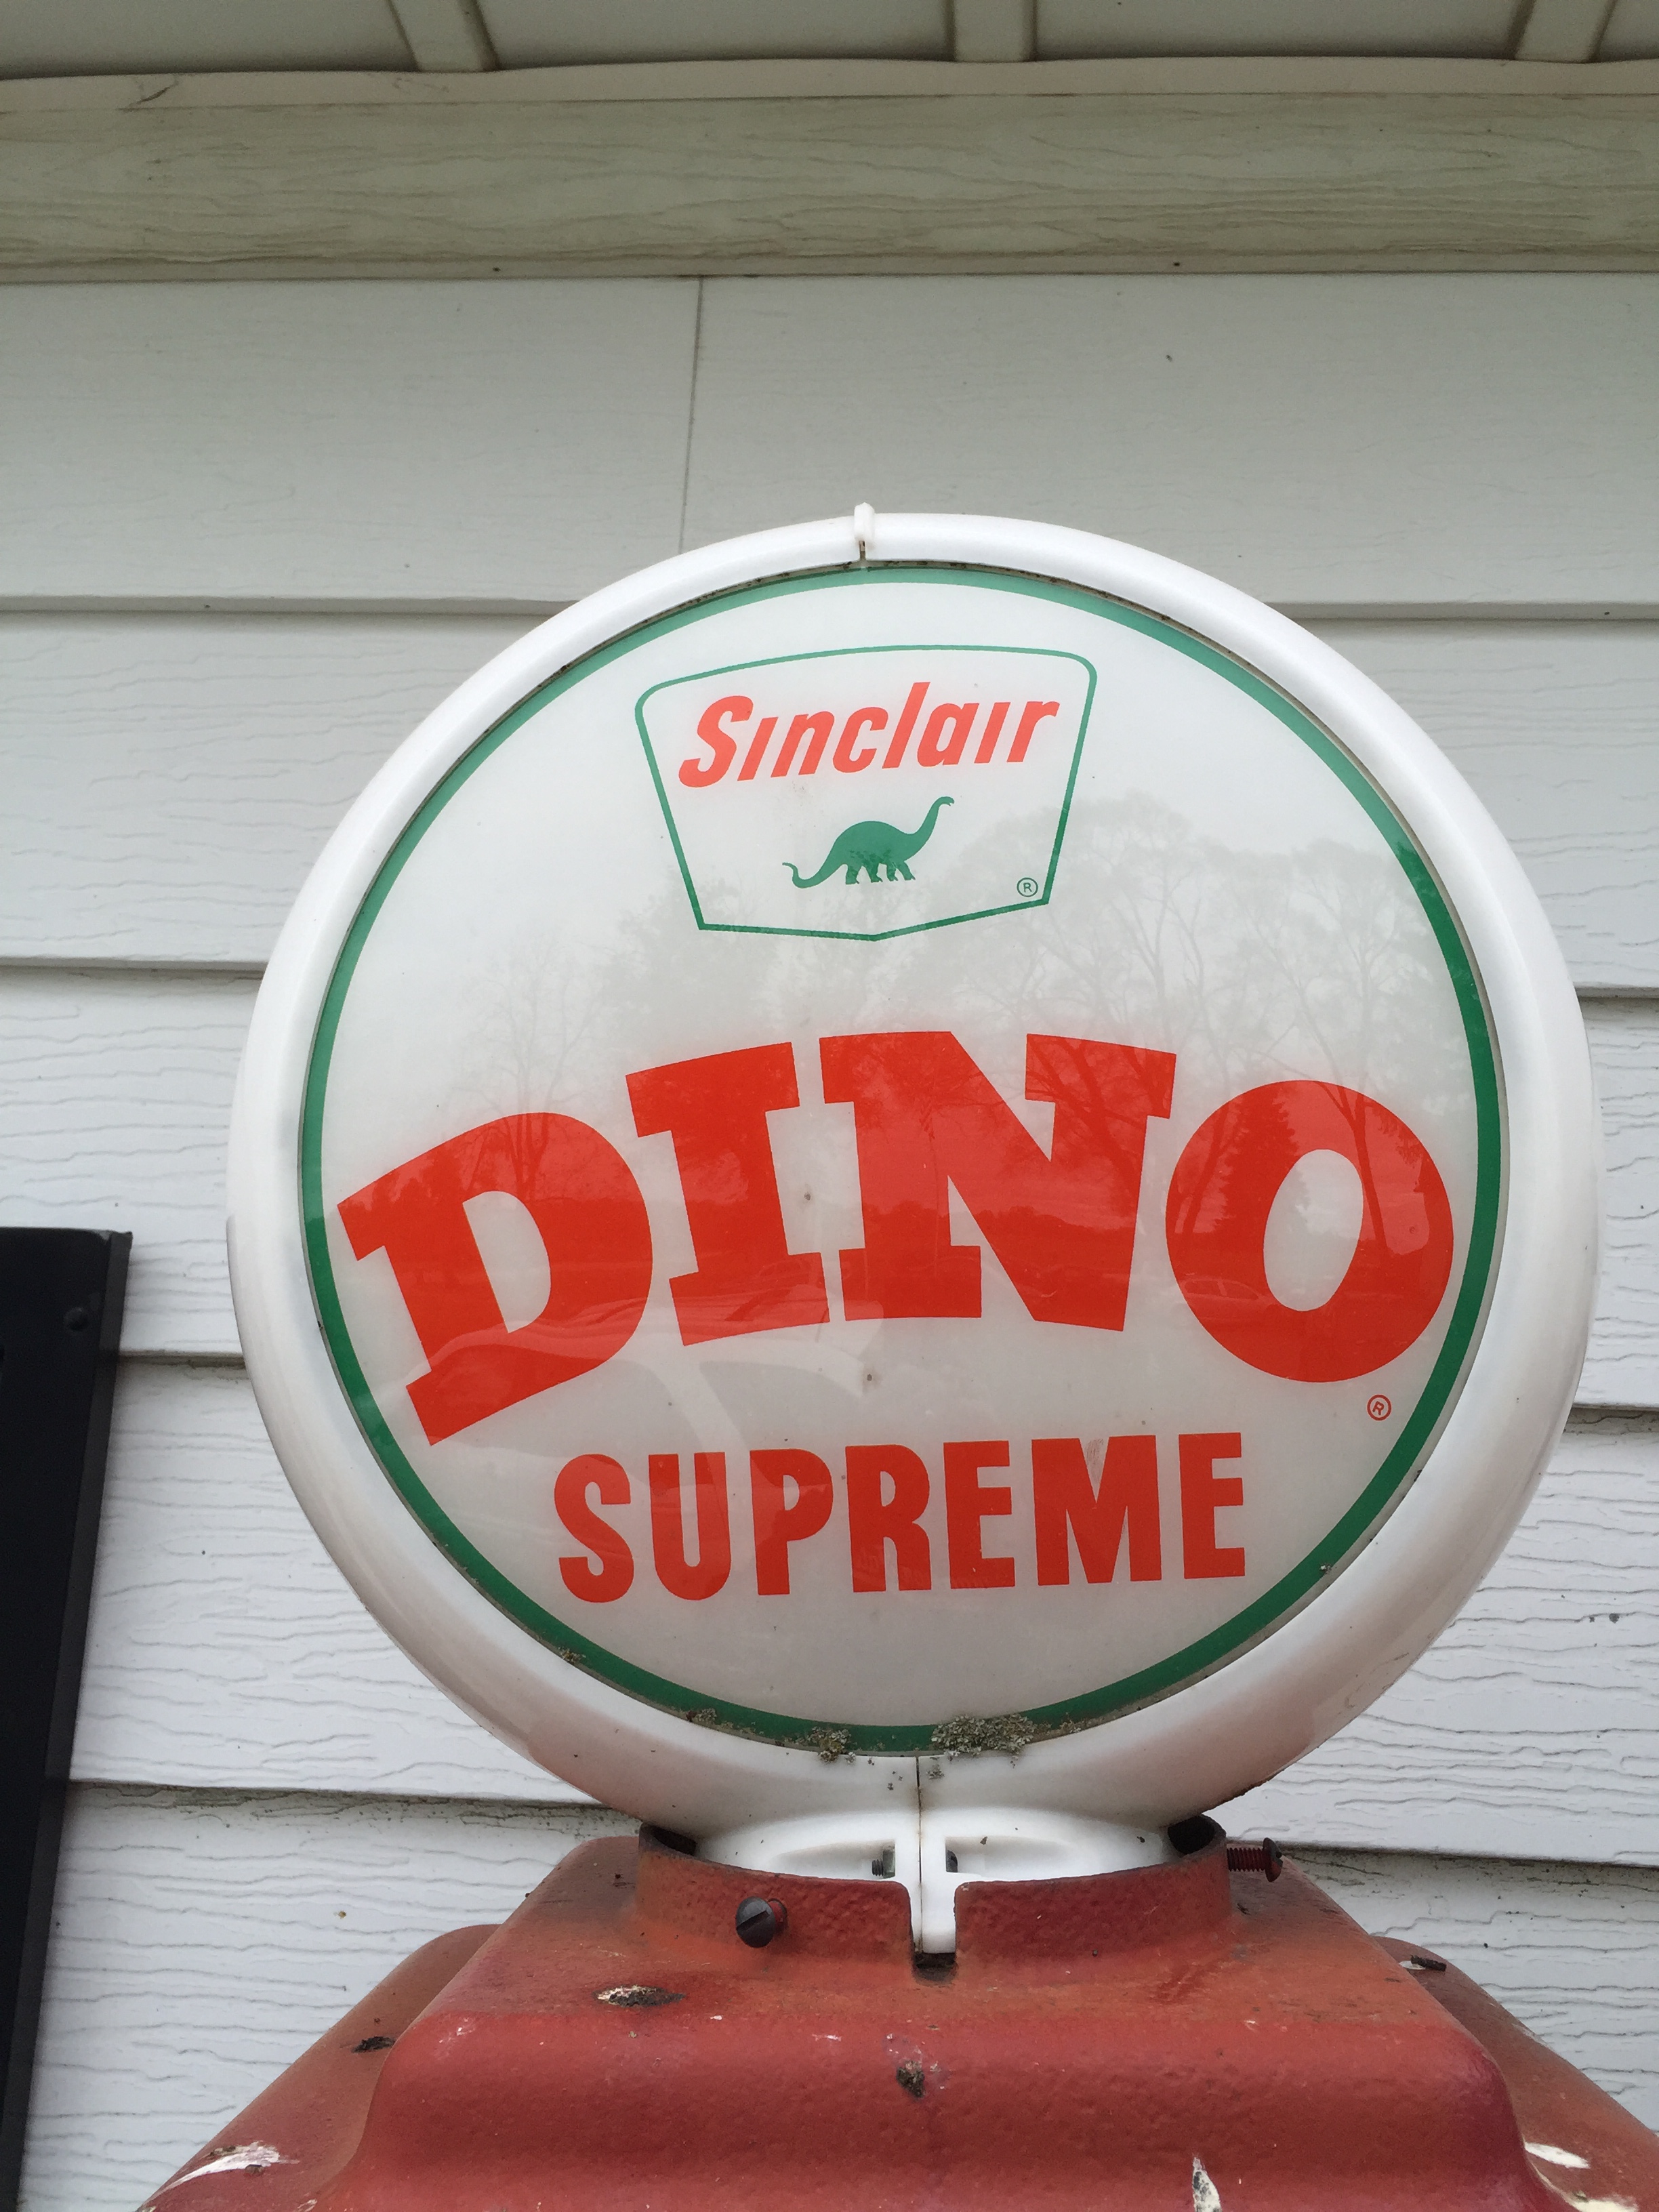 Sinclair
®
DINO
®
SUPREME